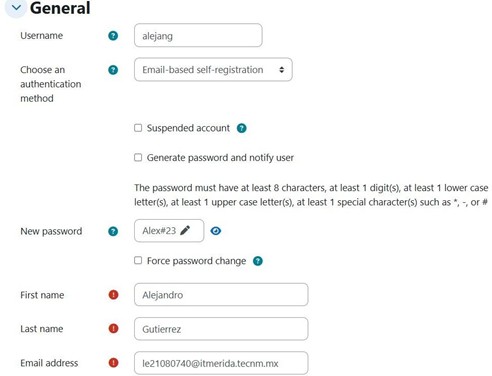 General
Username
alejang
Choose an
authentication
method
Email-based self-registration
Suspended account
Generate password and notify user
The password must have at least 8 characters, at least 1 digit(s), at least 1 lower case
letter(s), at least 1 upper case letter(s), at least 1 special character(s) such as *, -, or #
New password
Alex#23
Force password change
First name
Alejandro
Last name
Gutierrez
Email address
le21080740@itmerida.tecnm.mx